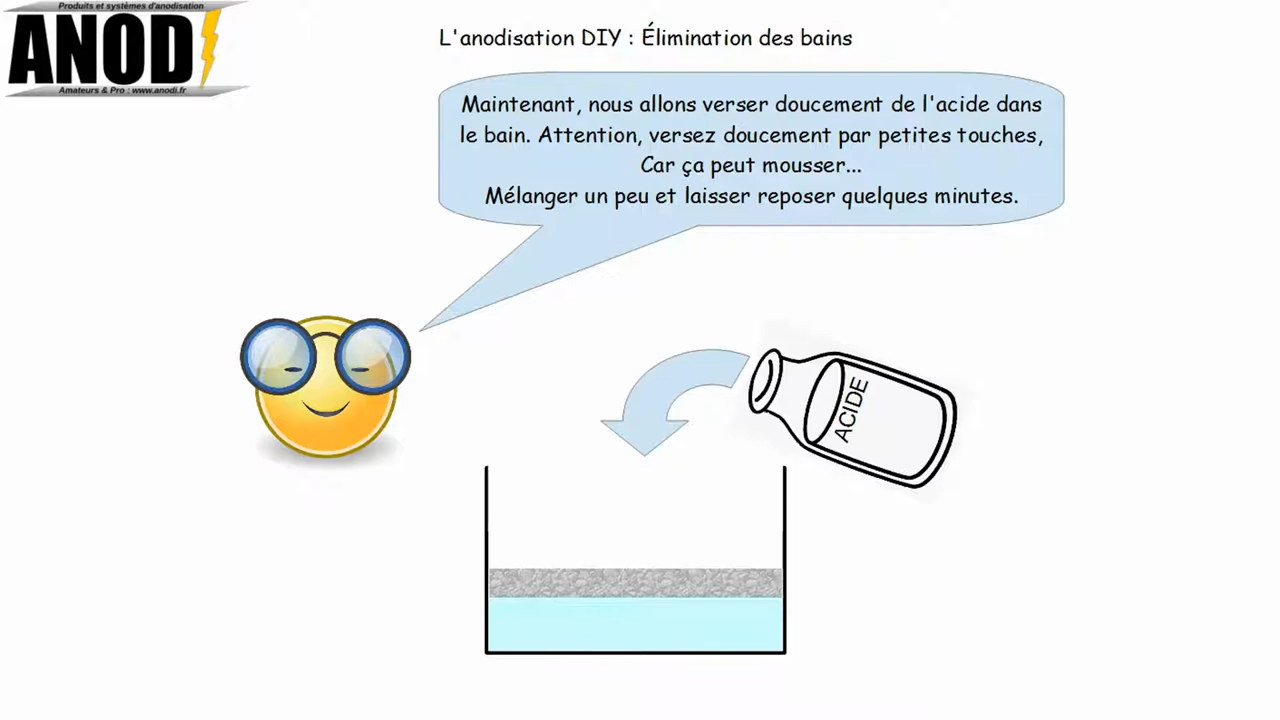 Produits et systèmes d'anodisation
ANOD
Amateurs & Pro : www.anodi.fr
L'anodisation DIY : Élimination des bains
Maintenant, nous allons verser doucement de l'acide dans
le bain. Attention, versez doucement par petites touches,
Car ça peut mousser...
Mélanger un peu et laisser reposer quelques minutes.
ACIDE